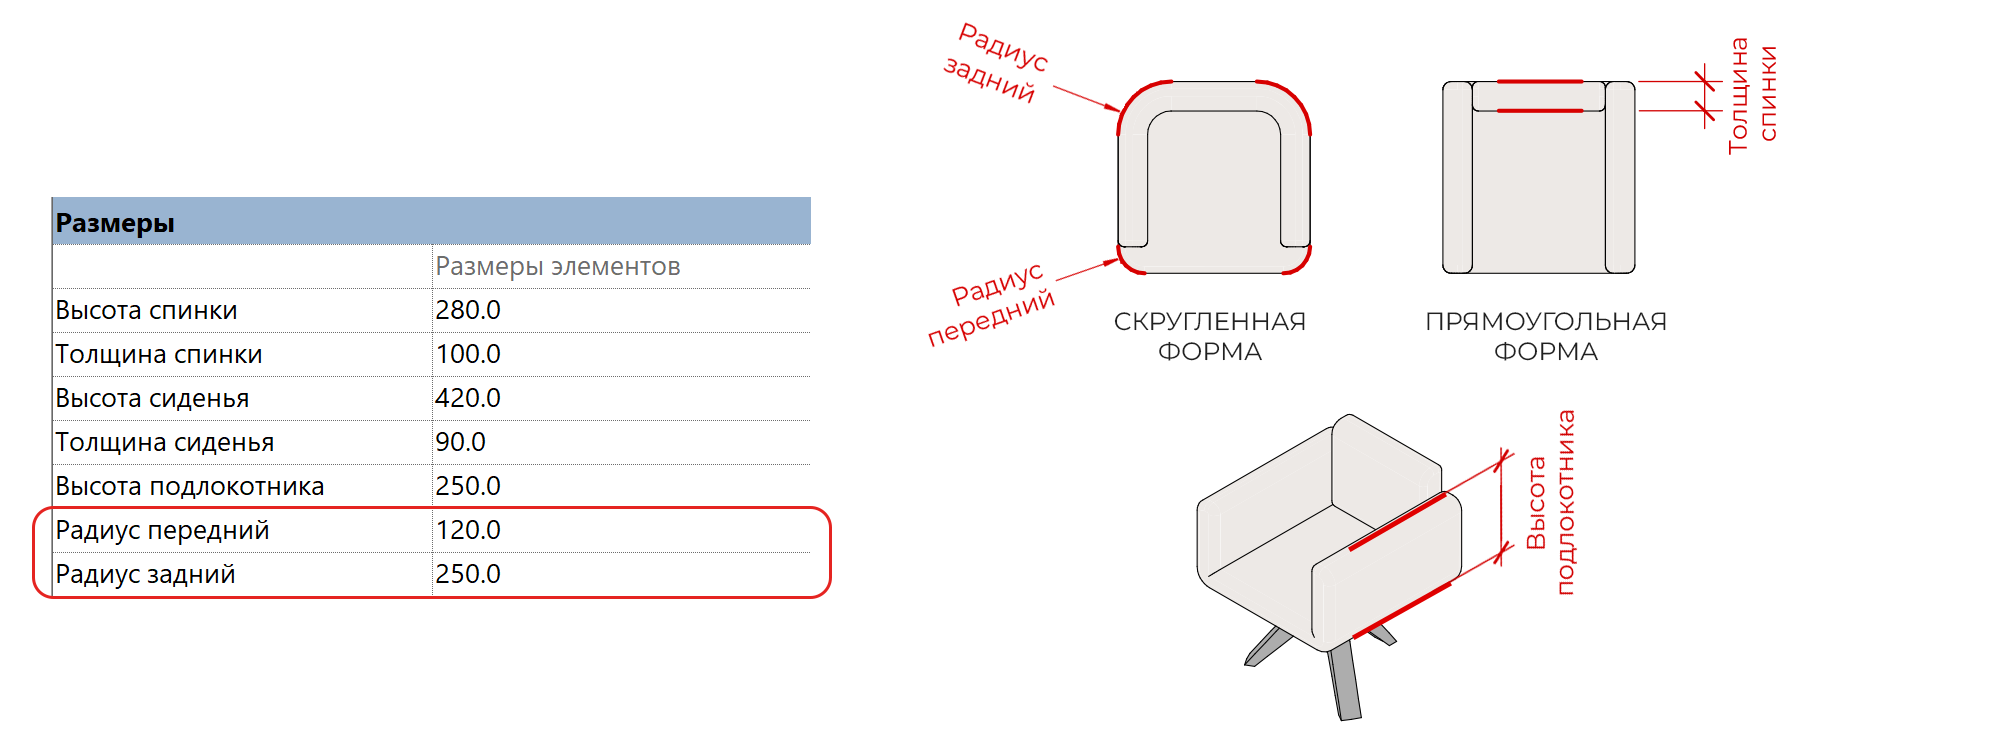 Размеры
Размеры элементов
Высота спинки 280.0
Толщина спинки 100.0
Высота сиденья 420.0
Толщина сиденья 90.0
Высота подлокотника 250.0
Радиус передний 120.0
Радиус задний 250.0
Радиус
задний
Радиус
передний
СКРУГЛЕННАЯ
ФОРМА
Толщина
спинки
ПРЯМОУГОЛЬНАЯ
ФОРМА
Высота
подлокотника